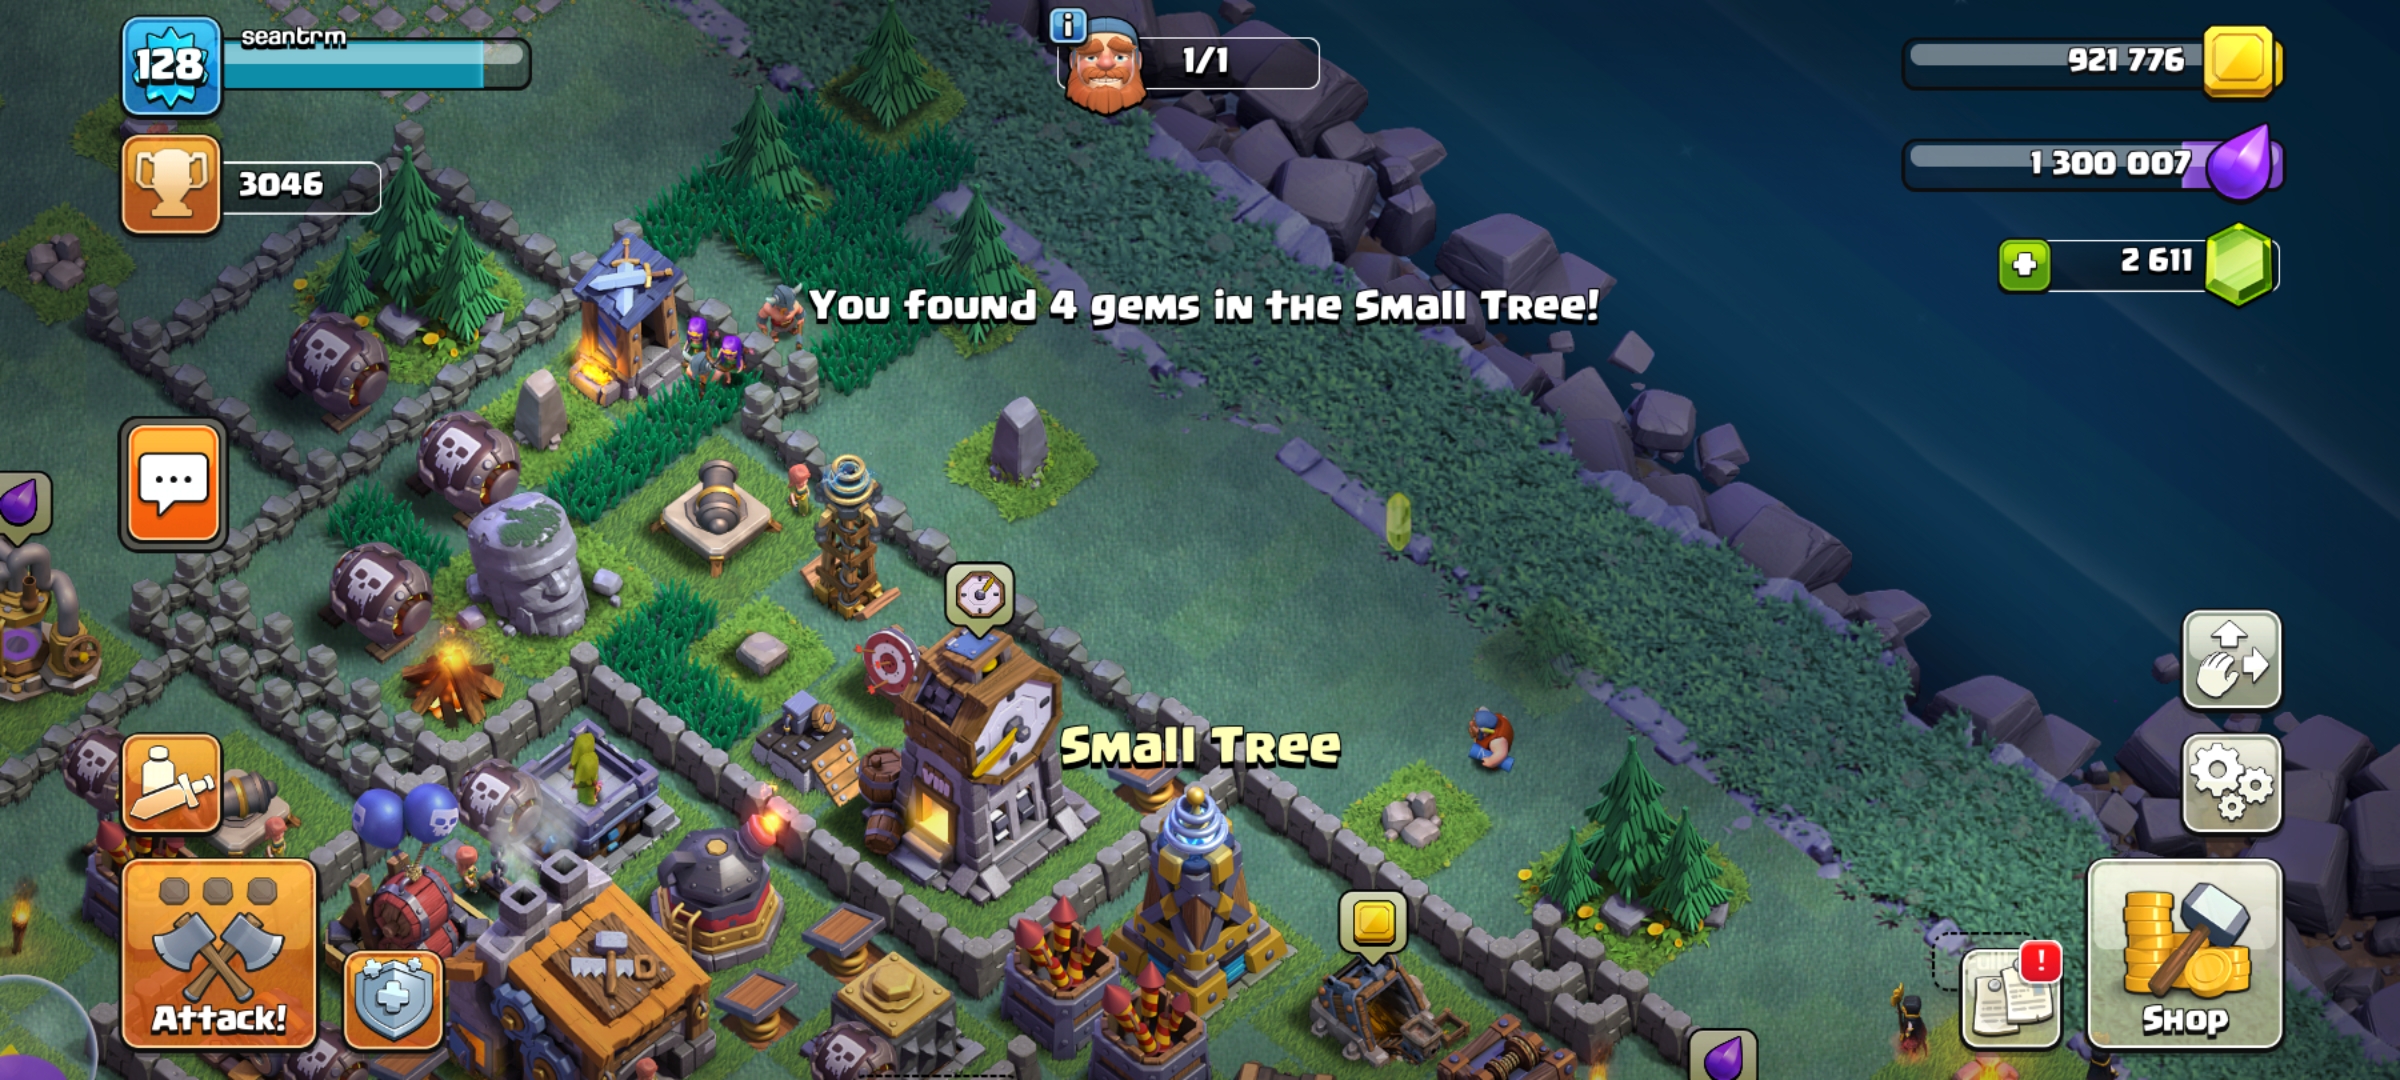 seantrm
128
1/1
921 776
3046
1 300 007
2 611
You found 4 gems in the Small Tree!
VIII
Small Tree
Attack!
Shop